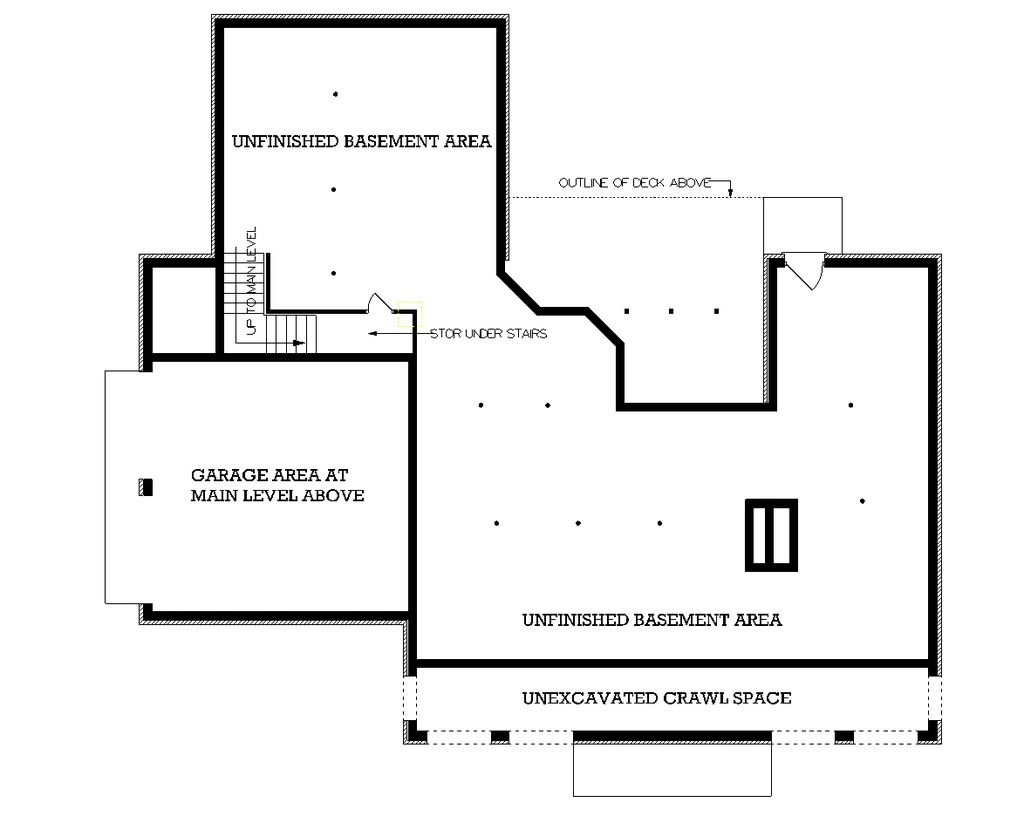 UNFINISHED BASEMENT AREA
OUTLINE OF DECK ABOVE
UP TO MAIN LEVEL
STOR UNDER STAIRS
GARAGE AREA AT
MAIN LEVEL ABOVE
UNFINISHED BASEMENT AREA
UNEXCAVATED CRAWL SPACE